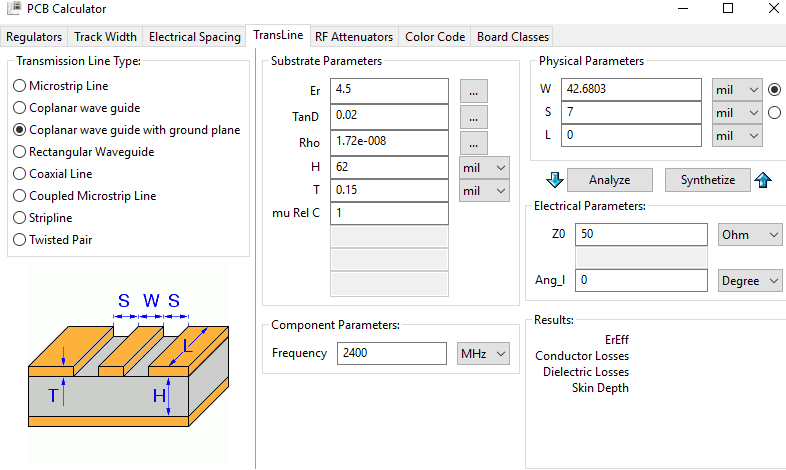 PCB Calculator
Regulators Track Width Electrical Spacing TransLine RF Attenuators Color Code Board Classes
Transmission Line Type:
Microstrip Line
Coplanar wave guide
Coplanar wave guide with ground plane
Rectangular Waveguide
Coaxial Line
Coupled Microstrip Line
Stripline
Twisted Pair
S W S
L
T
H
Substrate Parameters
Er 4.5 ...
TanD 0.02 ...
Rho 1.72e-008 ...
H 62 mil
T 0.15 mil
mu Rel C 1
Component Parameters:
Frequency 2400 MHz
Physical Parameters
W 42.6803 mil
S 7 mil
L 0 mil
Analyze Synthetize
Electrical Parameters:
Z0 50 Ohm
Ang_l 0 Degree
Results:
ErEff
Conductor Losses
Dielectric Losses
Skin Depth